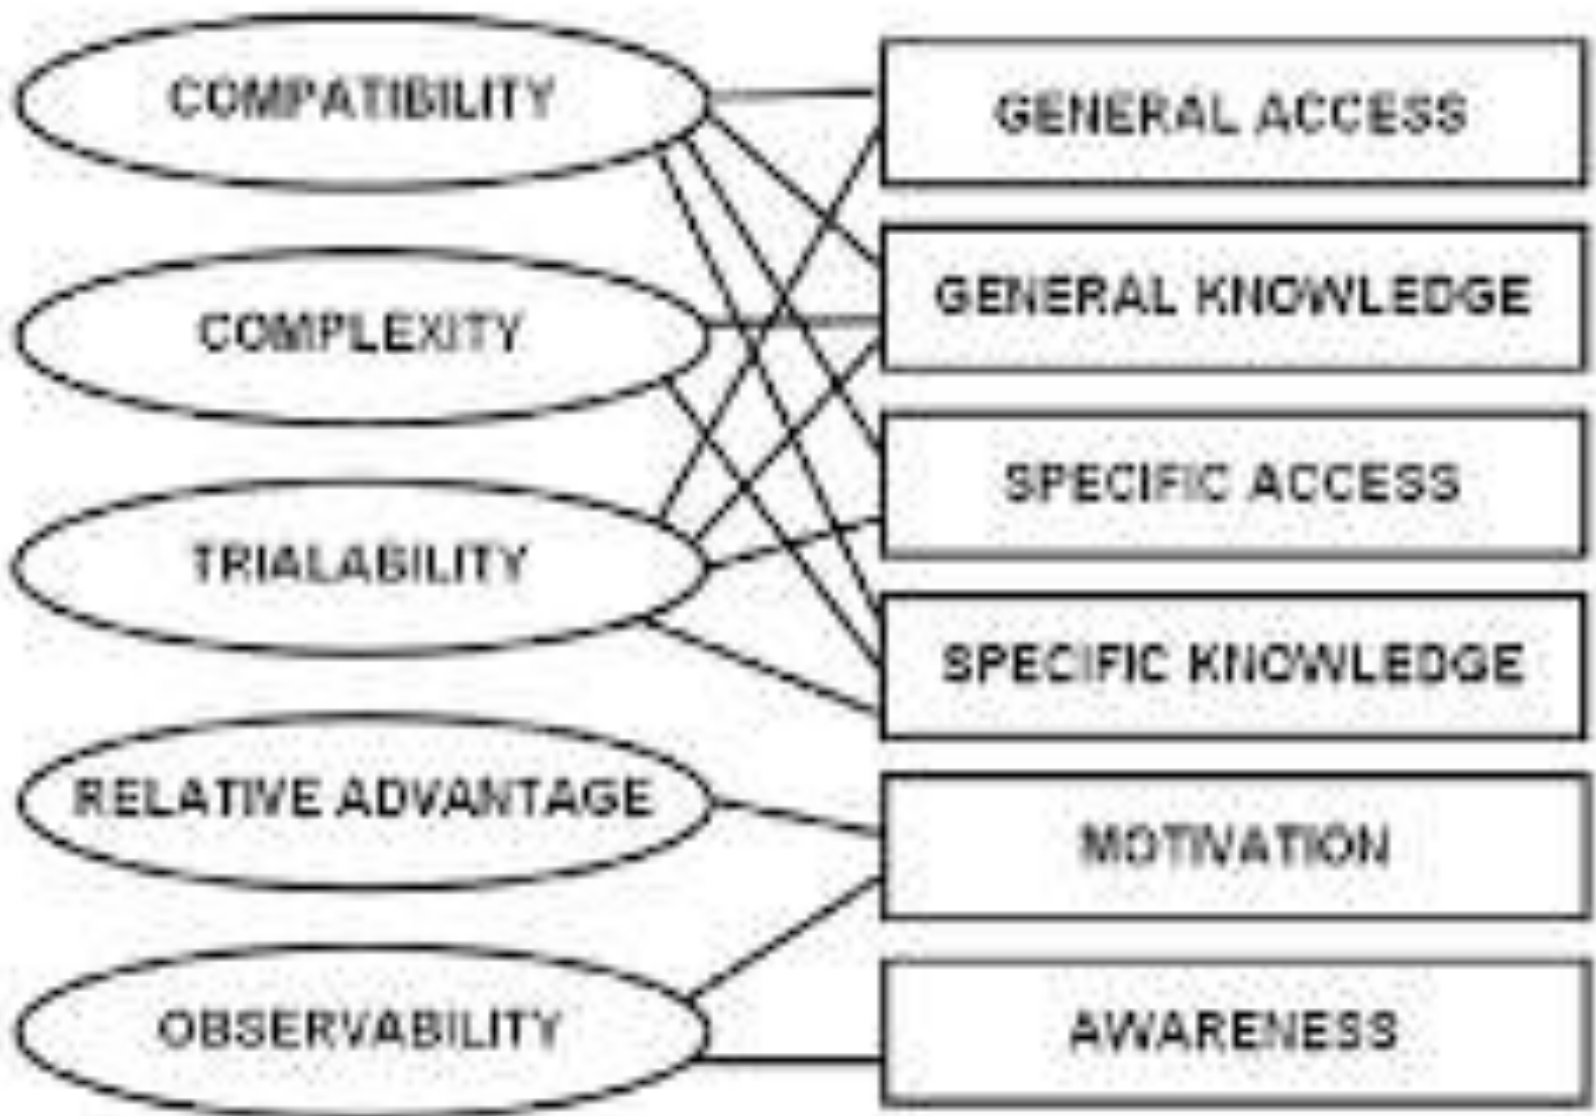 COMPATIBILITY
GENERAL ACCESS
COMPLEXITY
GENERAL KNOWLEDGE
TRIALABILITY
SPECIFIC ACCESS
SPECIFIC KNOWLEDGE
RELATIVE ADVANTAGE
MOTIVATION
OBSERVABILITY
AWARENESS